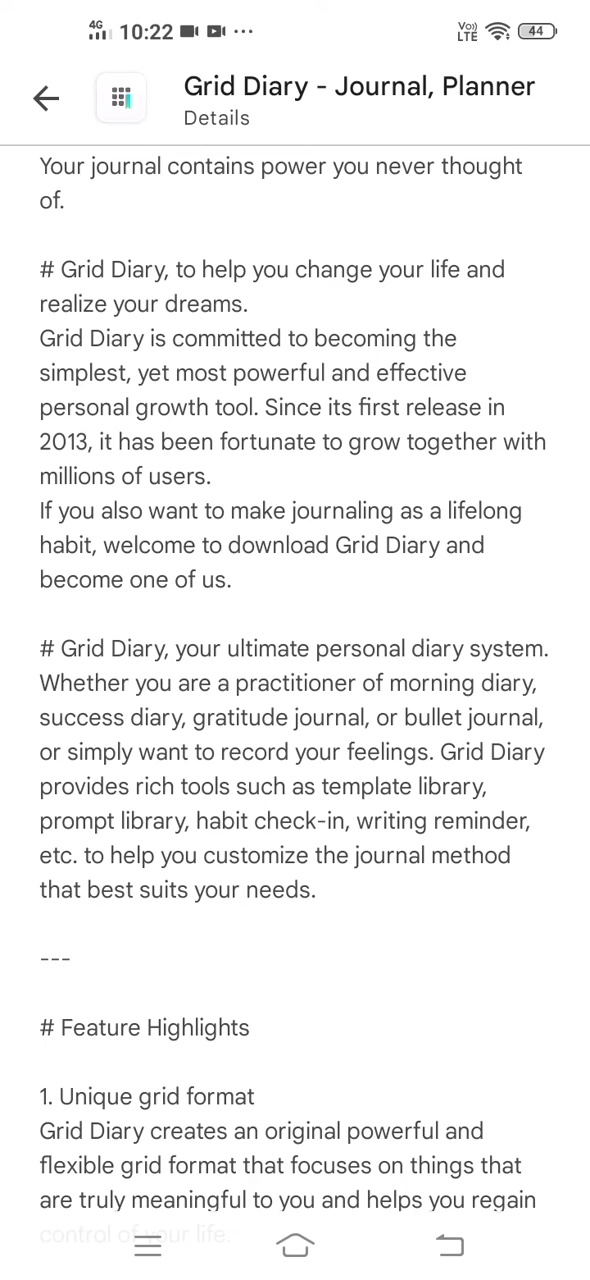 4G 10:22 ... Vo)) LTE 44
Grid Diary - Journal, Planner
Details
Your journal contains power you never thought
of.
# Grid Diary, to help you change your life and
realize your dreams.
Grid Diary is committed to becoming the
simplest, yet most powerful and effective
personal growth tool. Since its first release in
2013, it has been fortunate to grow together with
millions of users.
If you also want to make journaling as a lifelong
habit, welcome to download Grid Diary and
become one of us.
# Grid Diary, your ultimate personal diary system.
Whether you are a practitioner of morning diary,
success diary, gratitude journal, or bullet journal,
or simply want to record your feelings. Grid Diary
provides rich tools such as template library,
prompt library, habit check-in, writing reminder,
etc. to help you customize the journal method
that best suits your needs.
---
# Feature Highlights
1. Unique grid format
Grid Diary creates an original powerful and
flexible grid format that focuses on things that
are truly meaningful to you and helps you regain
control of your life.